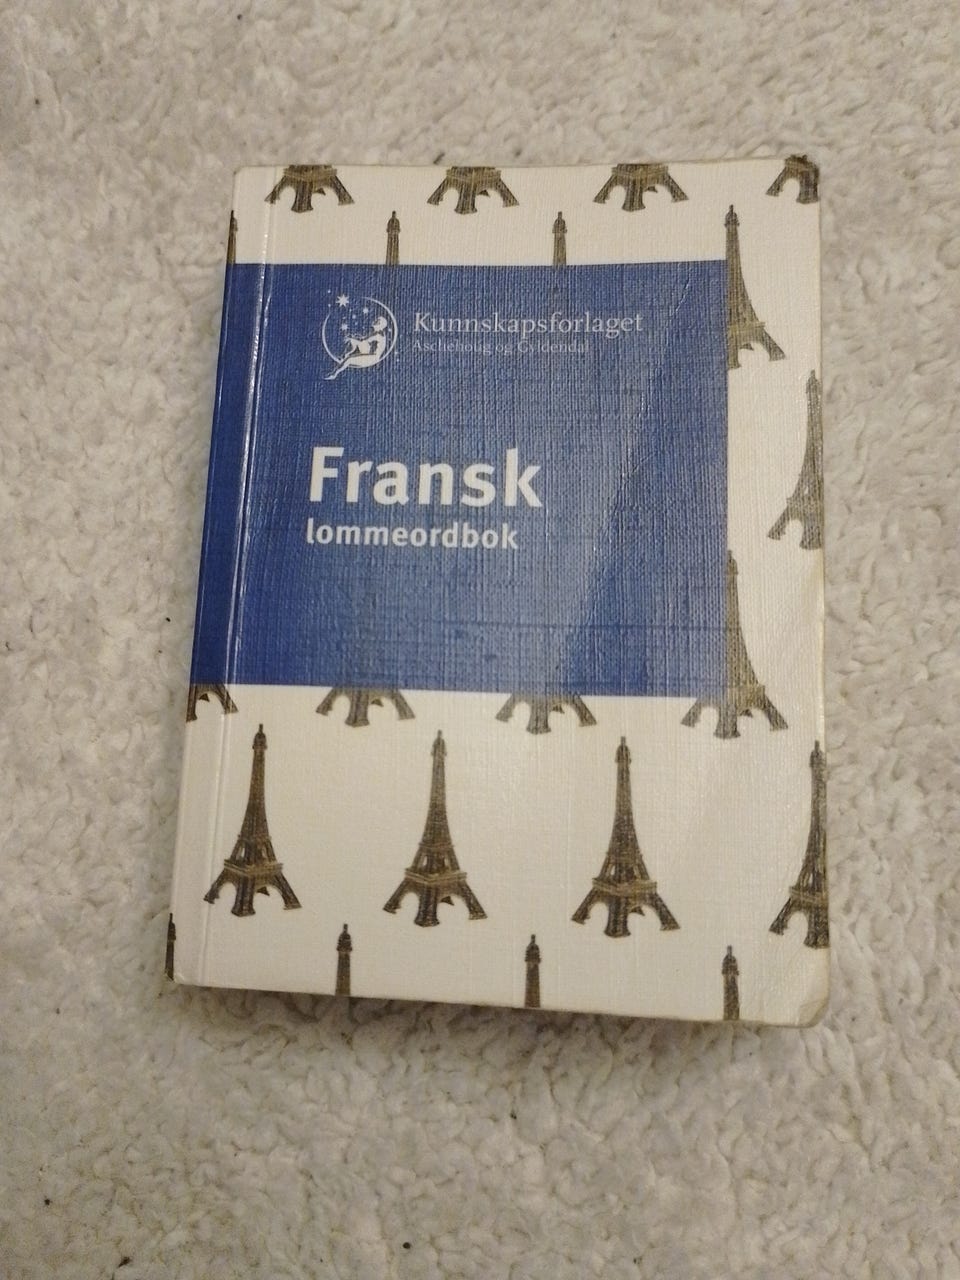 Kunnskapsforlaget
Aschehoug og Gyldendal
Fransk
lommeordbok